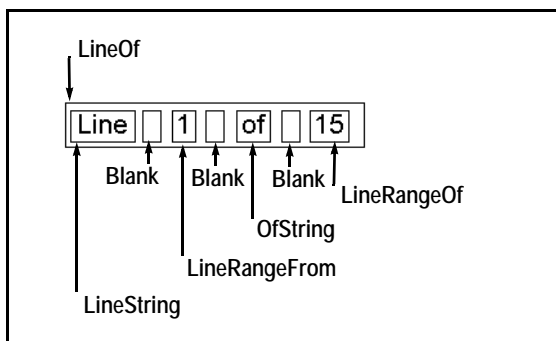 LineOf
Line 1 of 15
Blank Blank Blank
LineRangeOf
OfString
LineRangeFrom
LineString